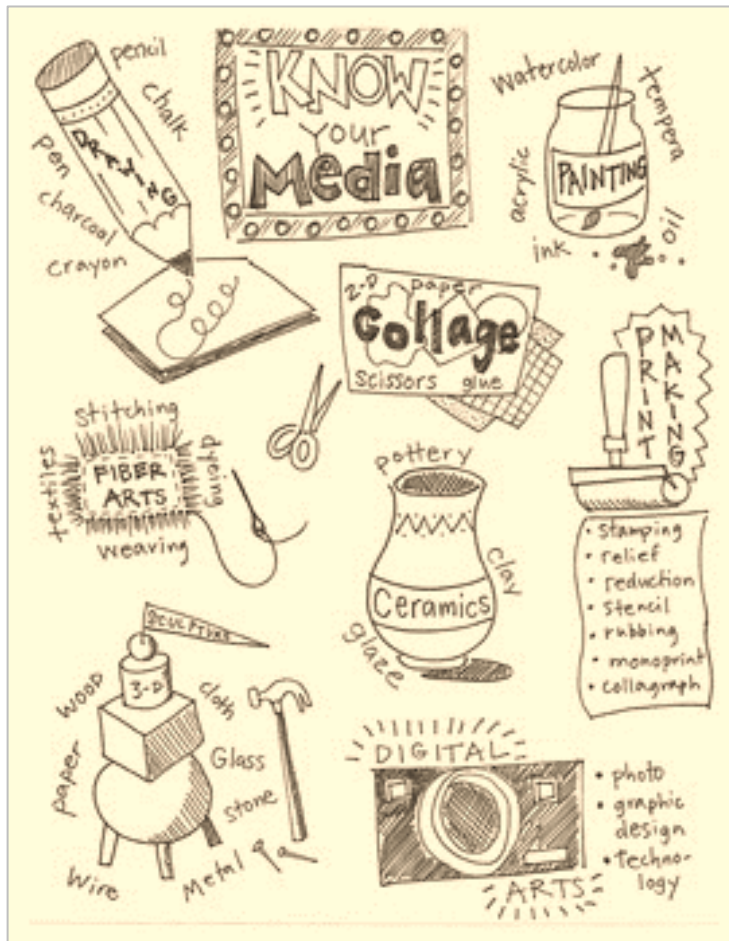 KNOW
your
Media
pencil
chalk
DRAWING
pen
charcoal
crayon
watercolor
tempera
acrylic
PAINTING
ink
oil
2-D paper
Collage
scissors glue
PRINT
MAKING
stamping
relief
reduction
stencil
rubbing
monoprint
collagraph
stitching
textiles
FIBER
ARTS
dyeing
weaving
pottery
clay
Ceramics
glaze
SCULPTURE
3-D
wood
cloth
paper
Glass
stone
Wire
Metal
DIGITAL
ARTS
• photo
• graphic
design
• techno-
logy